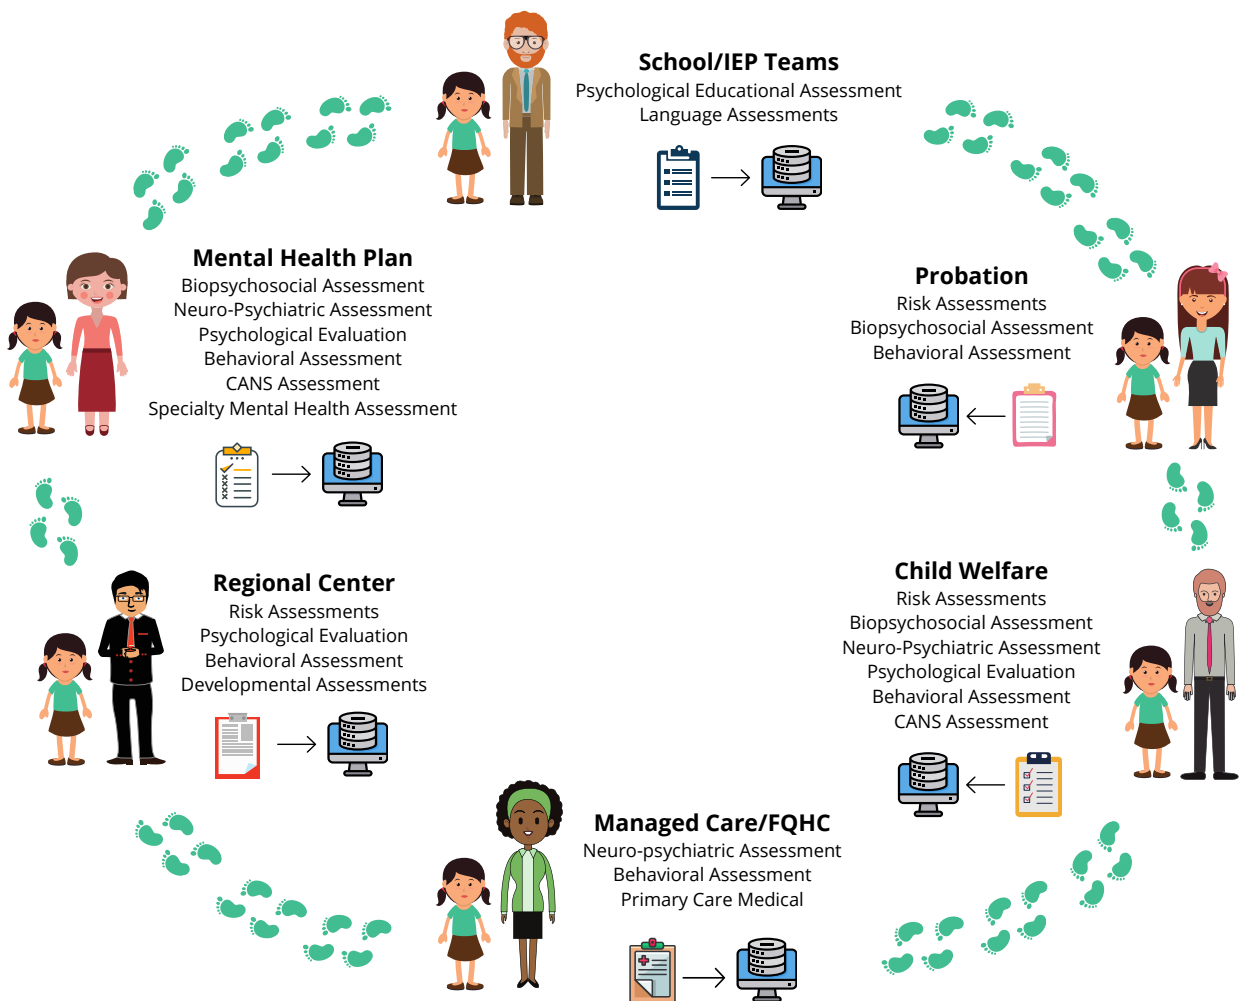 School/IEP Teams
Psychological Educational Assessment
Language Assessments
Mental Health Plan
Biopsychosocial Assessment
Neuro-Psychiatric Assessment
Psychological Evaluation
Behavioral Assessment
CANS Assessment
Specialty Mental Health Assessment
Probation
Risk Assessments
Biopsychosocial Assessment
Behavioral Assessment
Regional Center
Risk Assessments
Psychological Evaluation
Behavioral Assessment
Developmental Assessments
Child Welfare
Risk Assessments
Biopsychosocial Assessment
Neuro-Psychiatric Assessment
Psychological Evaluation
Behavioral Assessment
CANS Assessment
Managed Care/FQHC
Neuro-psychiatric Assessment
Behavioral Assessment
Primary Care Medical